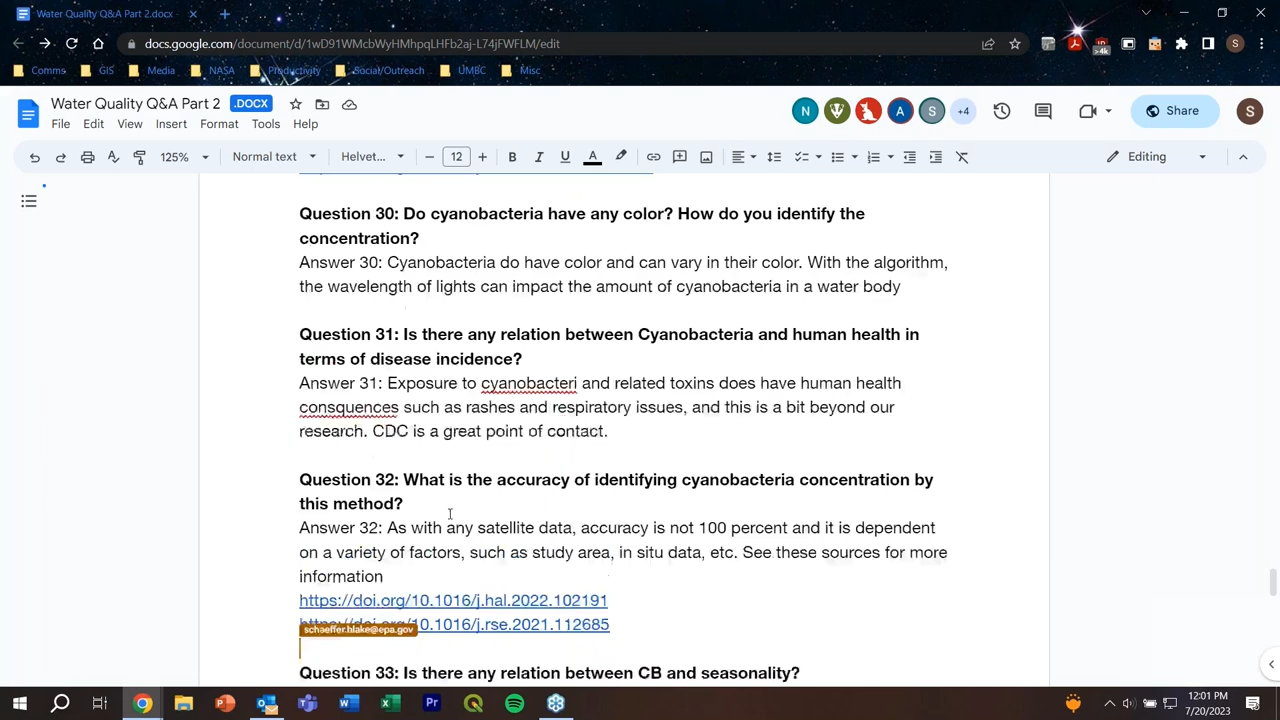 Water Quality Q&A Part 2.docx
docs.google.com/document/d/1wD91WMcbWyHMhpqLHFb2aj-L74jFWFLM/edit
>4k
S
Comms GIS Media NASA Productivity Social/Outreach UMBC Misc
Water Quality Q&A Part 2 .DOCX
N A S +4 Share S
File Edit View Insert Format Tools Help
125% Normal text Helvet... 12 B I U A Editing
Question 30: Do cyanobacteria have any color? How do you identify the
concentration?
Answer 30: Cyanobacteria do have color and can vary in their color. With the algorithm,
the wavelength of lights can impact the amount of cyanobacteria in a water body
Question 31: Is there any relation between Cyanobacteria and human health in
terms of disease incidence?
Answer 31: Exposure to cyanobacteri and related toxins does have human health
consquences such as rashes and respiratory issues, and this is a bit beyond our
research. CDC is a great point of contact.
Question 32: What is the accuracy of identifying cyanobacteria concentration by
this method?
Answer 32: As with any satellite data, accuracy is not 100 percent and it is dependent
on a variety of factors, such as study area, in situ data, etc. See these sources for more
information
https://doi.org/10.1016/j.hal.2022.102191
https://doi.org/10.1016/j.rse.2021.112685
schaeffer.blake@epa.gov
Question 33: Is there any relation between CB and seasonality?
12:01 PM
7/20/2023